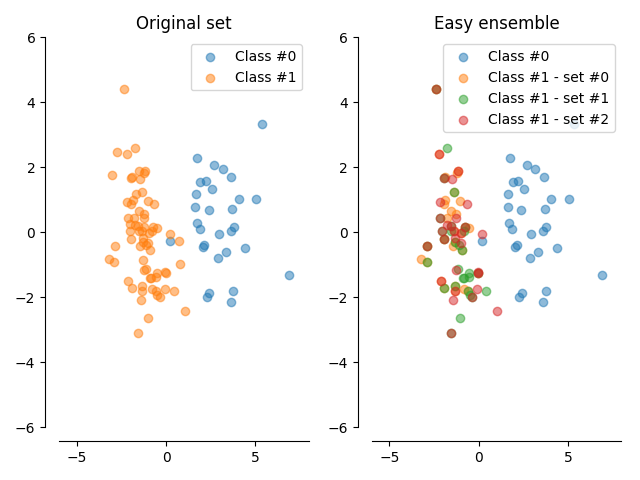 Original set
Class #0
Class #1
6
4
2
0
−2
−4
−6
−5
0
5
Easy ensemble
Class #0
Class #1 - set #0
Class #1 - set #1
Class #1 - set #2
6
4
2
0
−2
−4
−6
−5
0
5